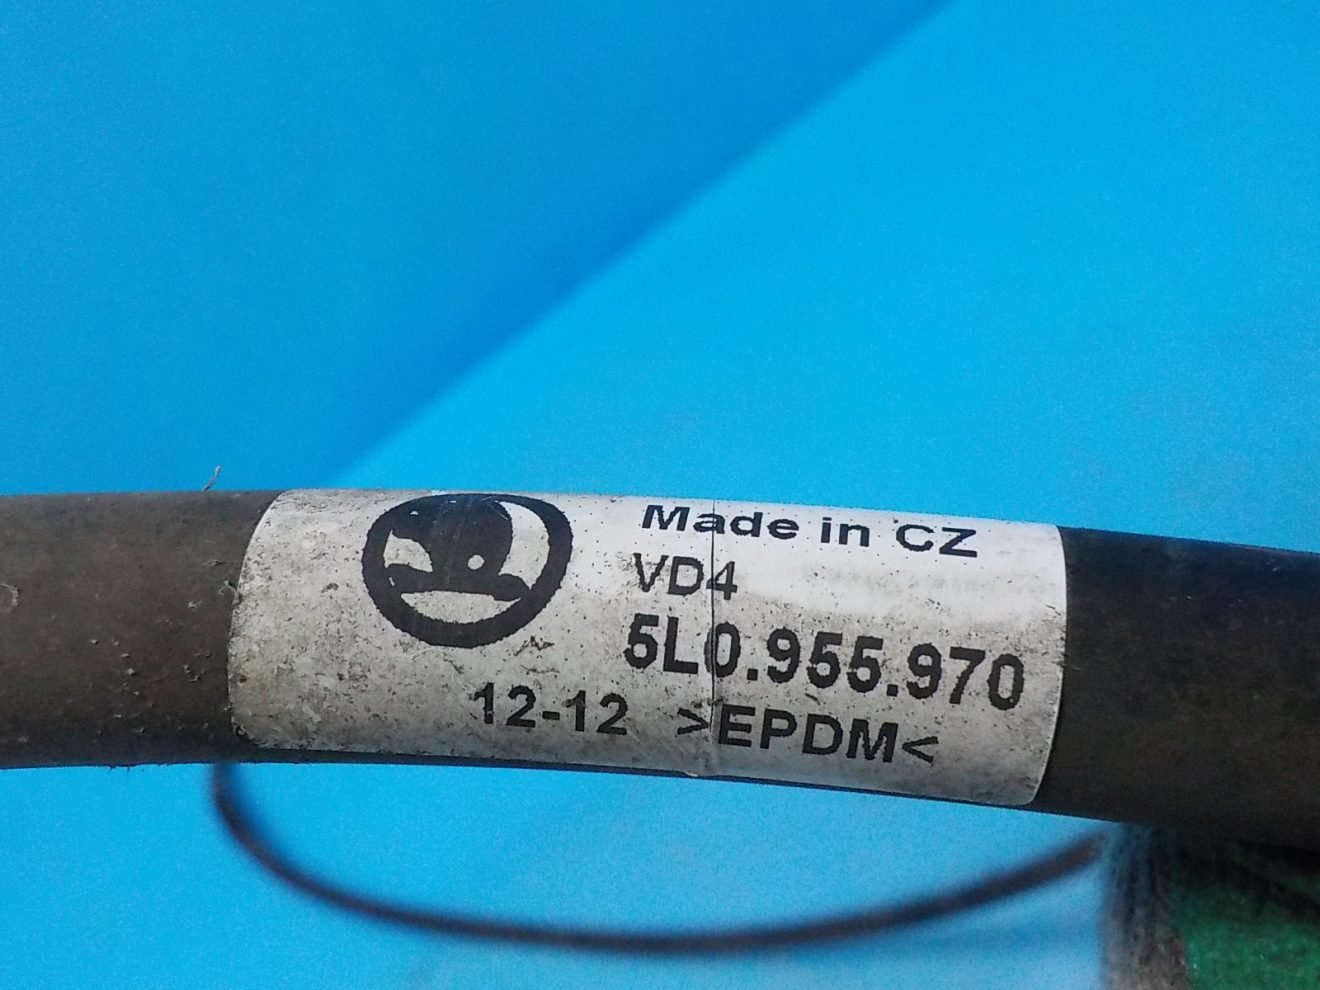 Made in CZ
VD4
5L0.955.970
12-12 >EPDM<